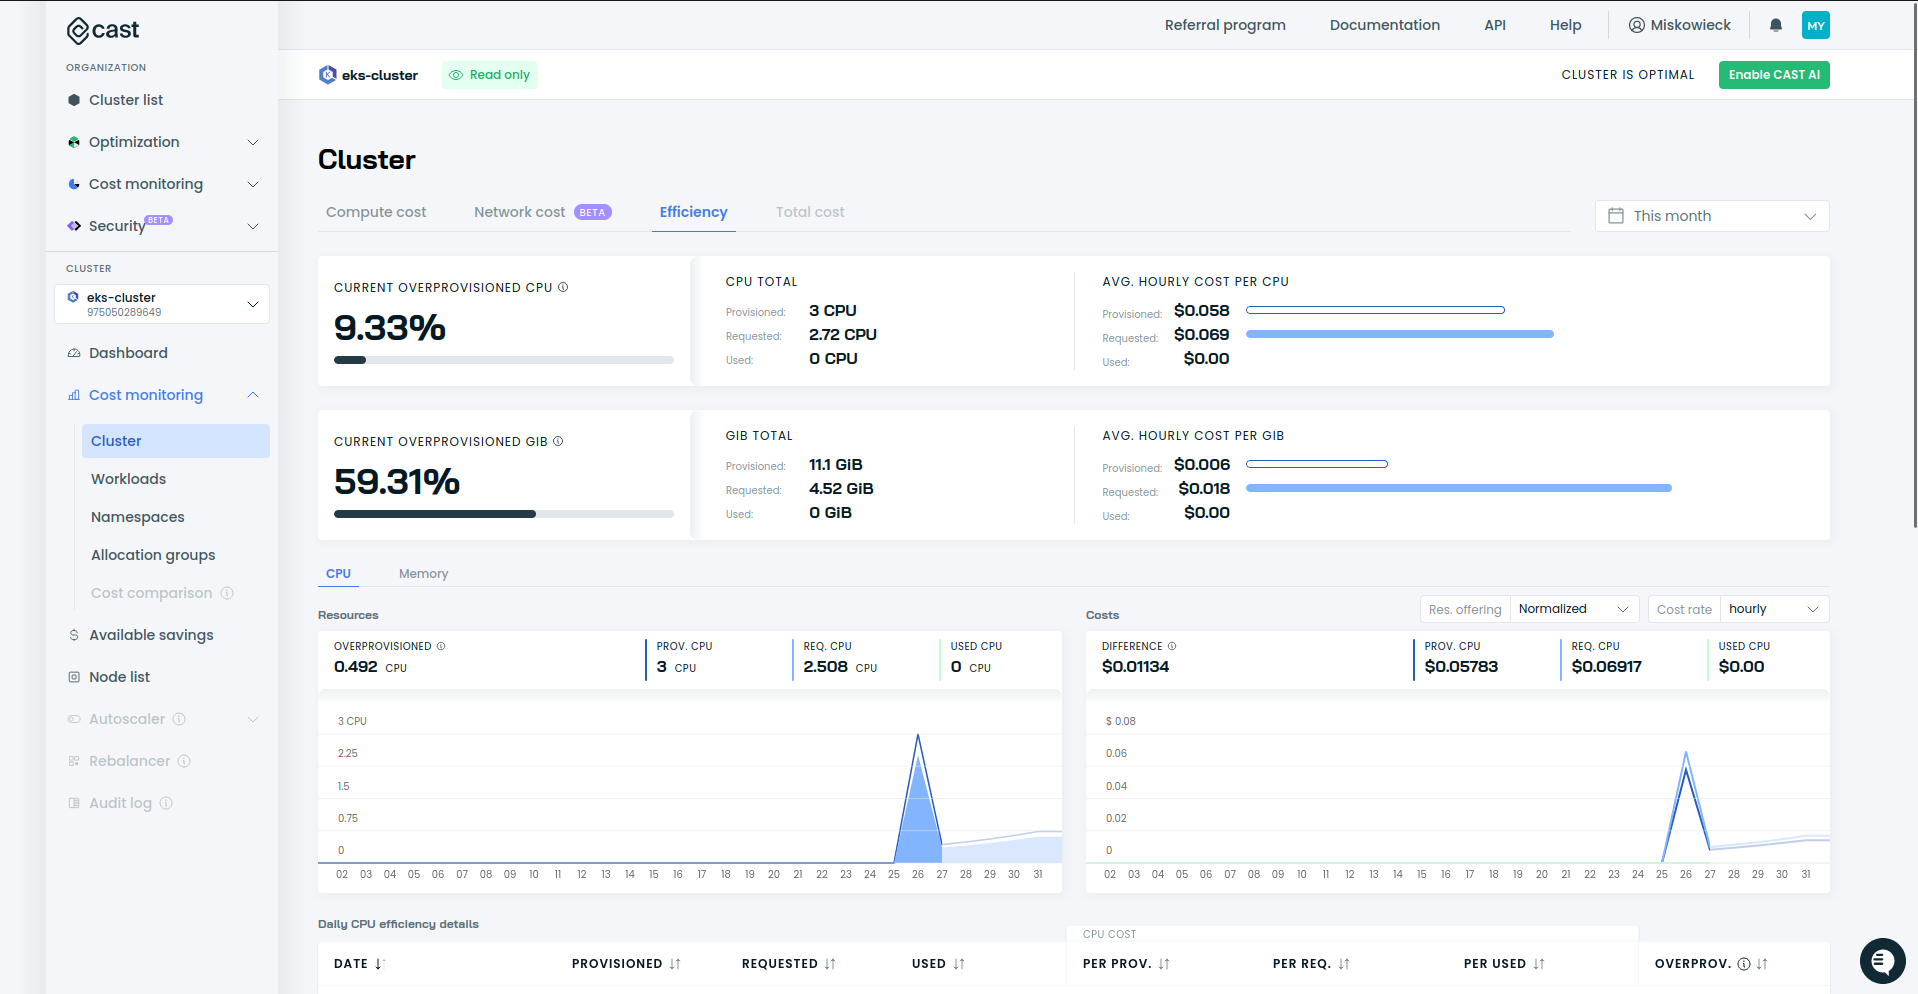 cast
Referral program
Documentation
API
Help
Miskowieck
MY
ORGANIZATION
Cluster list
Optimization
Cost monitoring
Security BETA
CLUSTER
eks-cluster
975050289649
Dashboard
Cost monitoring
Cluster
Workloads
Namespaces
Allocation groups
Cost comparison
Available savings
Node list
Autoscaler
Rebalancer
Audit log
eks-cluster
Read only
CLUSTER IS OPTIMAL
Enable CAST AI
Cluster
Compute cost
Network cost BETA
Efficiency
Total cost
This month
CURRENT OVERPROVISIONED CPU
9.33%
CPU TOTAL
Provisioned: 3 CPU
Requested: 2.72 CPU
Used: 0 CPU
AVG. HOURLY COST PER CPU
Provisioned: $0.058
Requested: $0.069
Used: $0.00
CURRENT OVERPROVISIONED GIB
59.31%
GIB TOTAL
Provisioned: 11.1 GiB
Requested: 4.52 GiB
Used: 0 GiB
AVG. HOURLY COST PER GIB
Provisioned: $0.006
Requested: $0.018
Used: $0.00
CPU
Memory
Resources
OVERPROVISIONED
0.492 CPU
PROV. CPU
3 CPU
REQ. CPU
2.508 CPU
USED CPU
0 CPU
3 CPU
2.25
1.5
0.75
0
02 03 04 05 06 07 08 09 10 11 12 13 14 15 16 17 18 19 20 21 22 23 24 25 26 27 28 29 30 31
Costs
Res. offering Normalized
Cost rate hourly
DIFFERENCE
$0.01134
PROV. CPU
$0.05783
REQ. CPU
$0.06917
USED CPU
$0.00
$ 0.08
0.06
0.04
0.02
0
02 03 04 05 06 07 08 09 10 11 12 13 14 15 16 17 18 19 20 21 22 23 24 25 26 27 28 29 30 31
Daily CPU efficiency details
CPU COST
DATE PROVISIONED REQUESTED USED PER PROV. PER REQ. PER USED OVERPROV.